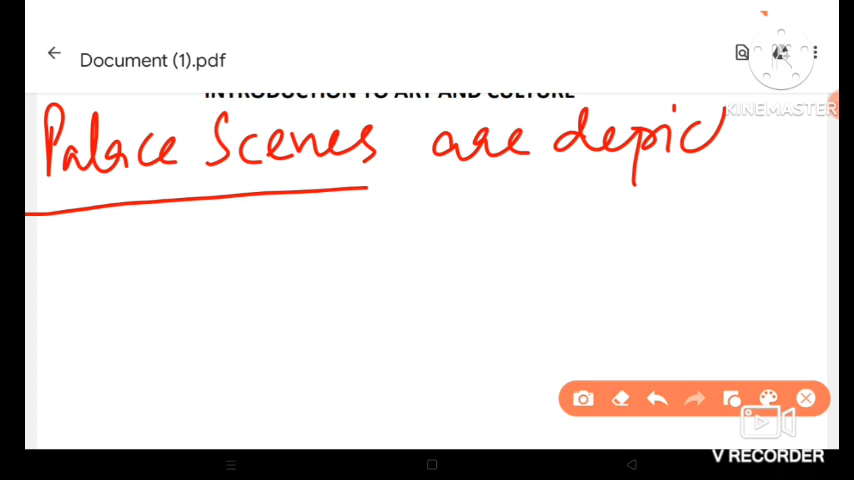 Document (1).pdf
KINEMASTER
INTRODUCTION TO ART AND CULTURE
Palace Scenes are depic
V RECORDER